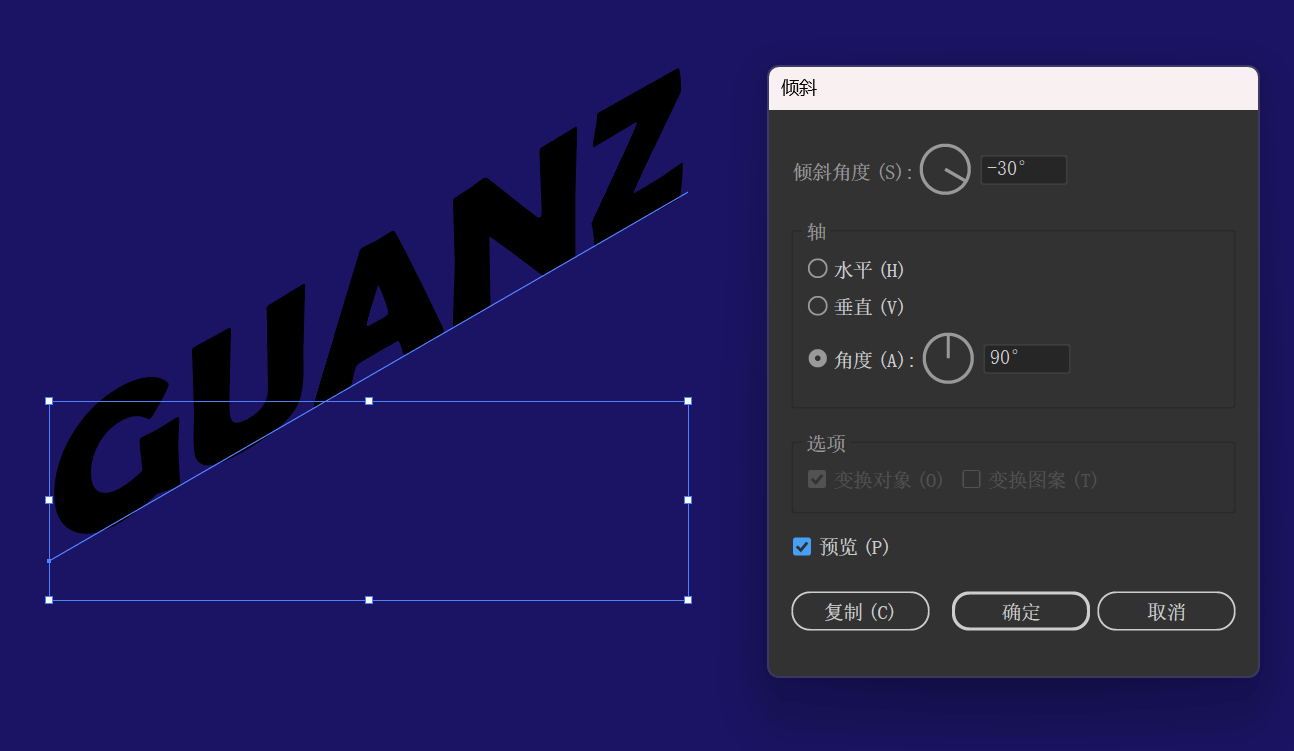 GUANZ
倾斜
倾斜角度 (S): -30°
轴
水平 (H)
垂直 (V)
角度 (A): 90°
选项
变换对象 (O) 变换图案 (T)
预览 (P)
复制 (C) 确定 取消